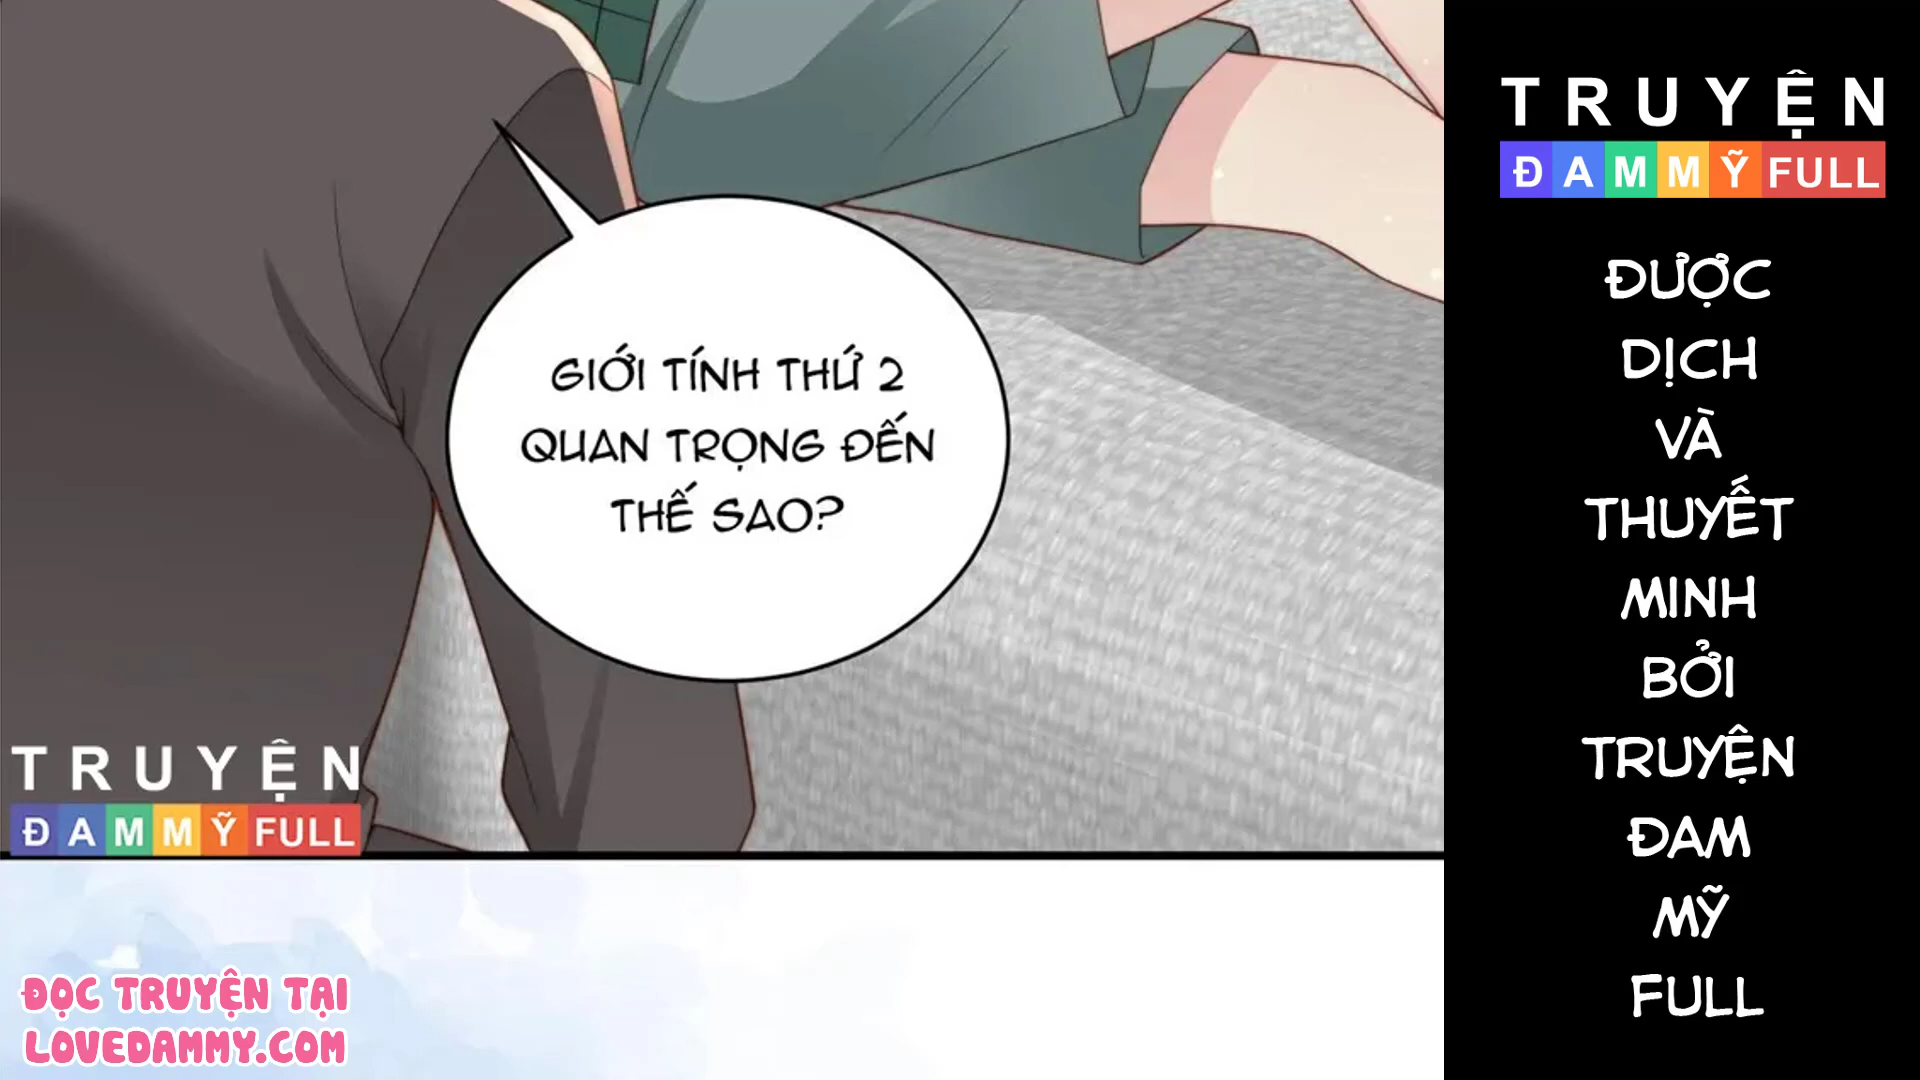 GIỚI TÍNH THỨ 2
QUAN TRỌNG ĐẾN
THẾ SAO?
TRUYỆN
ĐAMMỸFULL
ĐỌC TRUYỆN TẠI
LOVEDAMMY.COM
TRUYỆN
ĐAMMỸFULL
ĐƯỢC
DỊCH
VÀ
THUYẾT
MINH
BỞI
TRUYỆN
ĐAM
MỸ
FULL